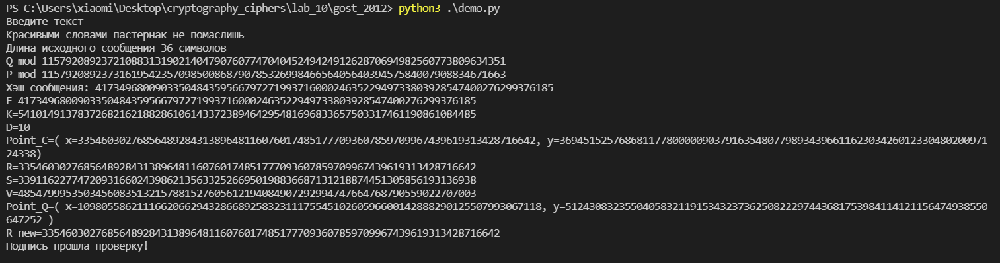 PS C:\Users\xiaomi\Desktop\cryptography_ciphers\lab_10\gost_2012> python3 .\demo.py
Введите текст
Красивыми словами пастернак не помаслишь
Длина исходного сообщения 36 символов
Q mod 115792089237210883131902140479076077470404524942491262870694982560773809634351
P mod 115792089237316195423570985008687907853269984665640564039457584007908834671663
Хэш сообщения:=41734968009033504843595667972719937160002463522949733803928547400276299376185
E=41734968009033504843595667972719937160002463522949733803928547400276299376185
K=54101491378372682162188286106143372389464295481696833657503317461190861084485
D=10
Point_C=( x=33546030276856489284313896481160760174851777093607859709967439619313428716642, y=369451525768681177800000903791635480779893439661162303426012330480200971
24338)
R=33546030276856489284313896481160760174851777093607859709967439619313428716642
S=33911622774720931660243986213563325266950198836687131218874451305856193136938
V=48547999535034560835132157881527605612194084907292994747664768790559022707003
Point_Q=( x=109805586211166206629432866892583231117554510260596600142888290125507993067118, y=512430832355040583211915343237362508222974436817539841141211564749385​50
647252 )
R_new=33546030276856489284313896481160760174851777093607859709967439619313428716642
Подпись прошла проверку!